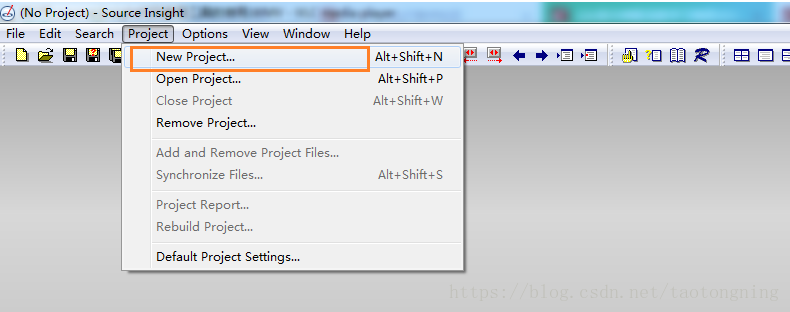 (No Project) - Source Insight
File Edit Search Project Options View Window Help
New Project... Alt+Shift+N
Open Project... Alt+Shift+P
Close Project Alt+Shift+W
Remove Project...
Add and Remove Project Files...
Synchronize Files... Alt+Shift+S
Project Report...
Rebuild Project...
Default Project Settings...
https://blog.csdn.net/taotongning